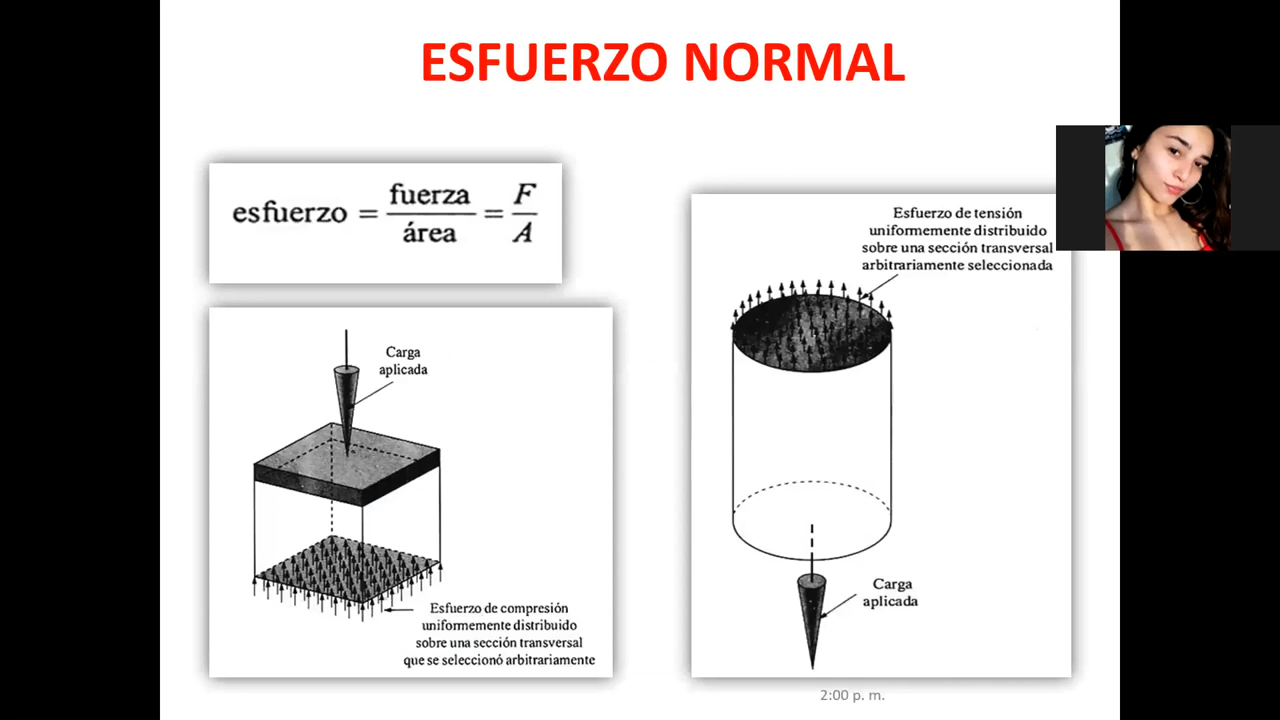 ESFUERZO NORMAL
esfuerzo = fuerza / área = F / A
Carga
aplicada
Esfuerzo de compresión
uniformemente distribuido
sobre una sección transversal
que se seleccionó arbitrariamente
Esfuerzo de tensión
uniformemente distribuido
sobre una sección transversal
arbitrariamente seleccionada
Carga
aplicada
2:00 p. m.